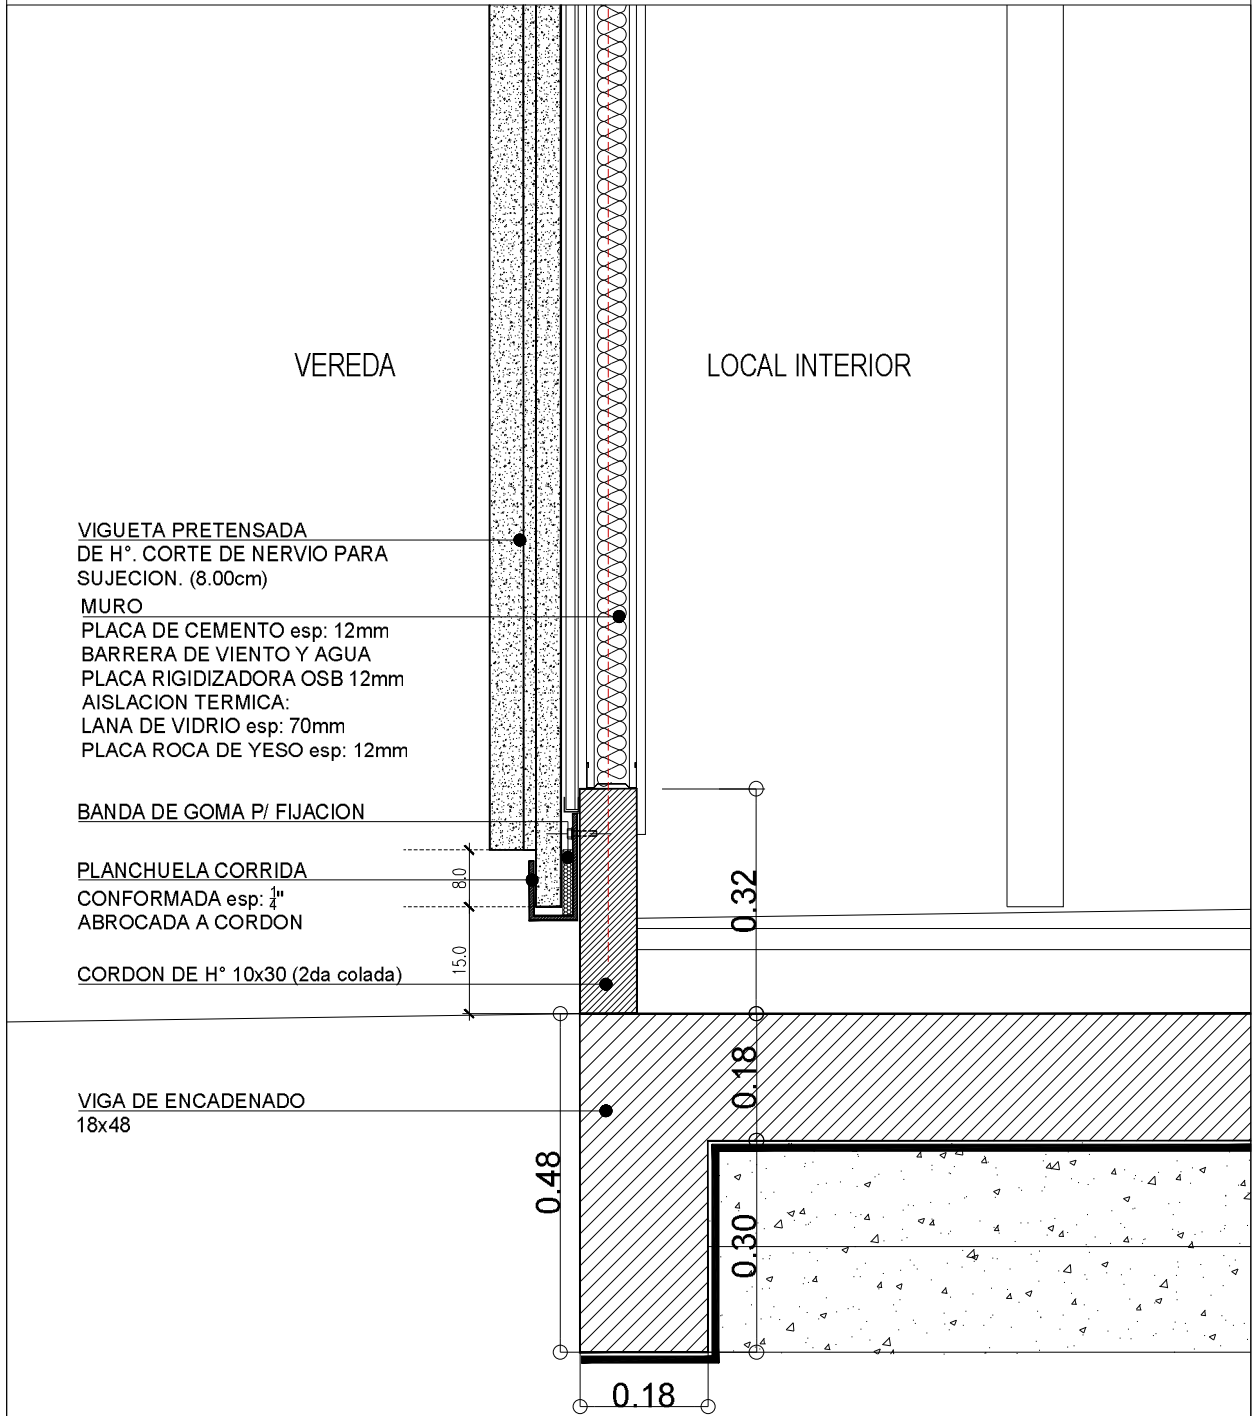 VEREDA
LOCAL INTERIOR
VIGUETA PRETENSADA
DE H°. CORTE DE NERVIO PARA
SUJECION. (8.00cm)
MURO
PLACA DE CEMENTO esp: 12mm
BARRERA DE VIENTO Y AGUA
PLACA RIGIDIZADORA OSB 12mm
AISLACION TERMICA:
LANA DE VIDRIO esp: 70mm
PLACA ROCA DE YESO esp: 12mm
BANDA DE GOMA P/ FIJACION
PLANCHUELA CORRIDA
CONFORMADA esp: 1/4"
ABROCADA A CORDON
8.0
0.32
15.0
CORDON DE H° 10x30 (2da colada)
0.18
VIGA DE ENCADENADO
18x48
0.48
0.30
0.18